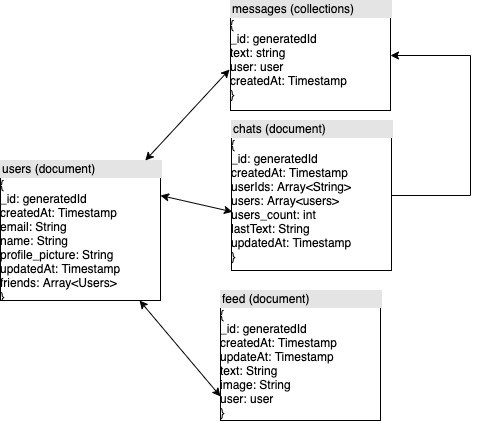 messages (collections)
{
_id: generatedId
text: string
user: user
createdAt: Timestamp
}
chats (document)
{
_id: generatedId
createdAt: Timestamp
userIds: Array<String>
users: Array<users>
users_count: int
lastText: String
updatedAt: Timestamp
}
users (document)
{
_id: generatedId
createdAt: Timestamp
email: String
name: String
profile_picture: String
updatedAt: Timestamp
friends: Array<Users>
}
feed (document)
{
_id: generatedId
createdAt: Timestamp
updateAt: Timestamp
text: String
image: String
user: user
}